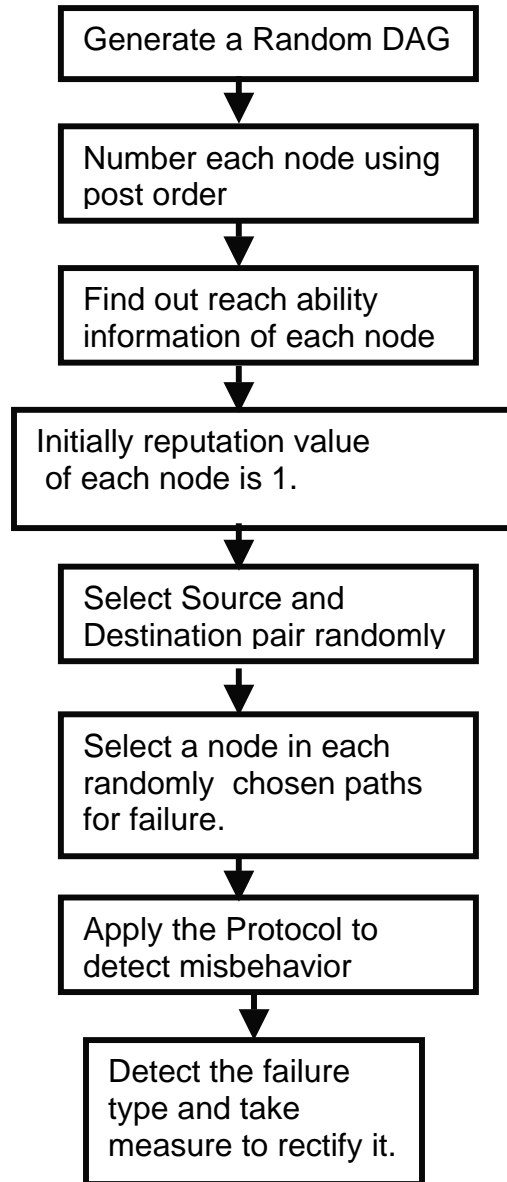 Generate a Random DAG
Number each node using
post order
Find out reach ability
information of each node
Initially reputation value
of each node is 1.
Select Source and
Destination pair randomly
Select a node in each
randomly chosen paths
for failure.
Apply the Protocol to
detect misbehavior
Detect the failure
type and take
measure to rectify it.